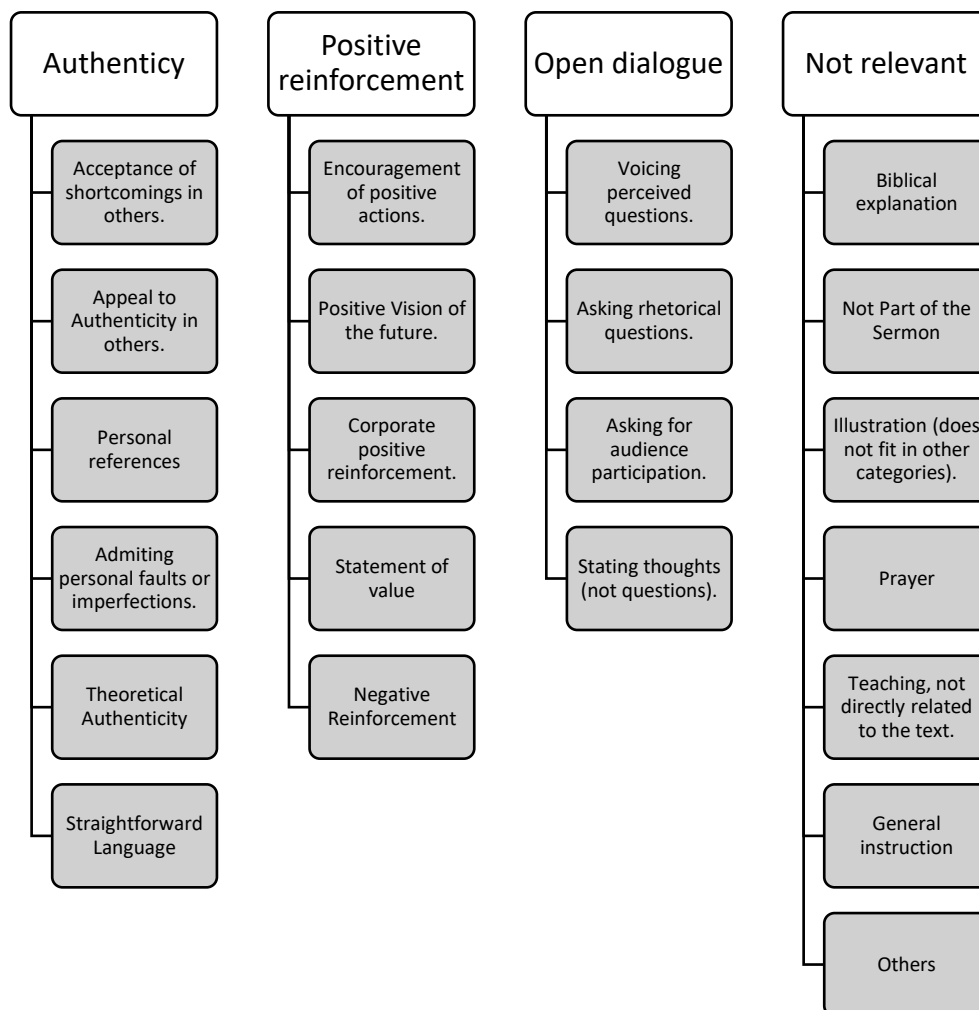 Authenticy
Acceptance of
shortcomings in
others.
Appeal to
Authenticity in
others.
Personal
references
Admiting
personal faults or
imperfections.
Theoretical
Authenticity
Straightforward
Language
Positive
reinforcement
Encouragement
of positive
actions.
Positive Vision of
the future.
Corporate
positive
reinforcement.
Statement of
value
Negative
Reinforcement
Open dialogue
Voicing
perceived
questions.
Asking rhetorical
questions.
Asking for
audience
participation.
Stating thoughts
(not questions).
Not relevant
Biblical
explanation
Not Part of the
Sermon
Illustration (does
not fit in other
categories).
Prayer
Teaching, not
directly related
to the text.
General
instruction
Others